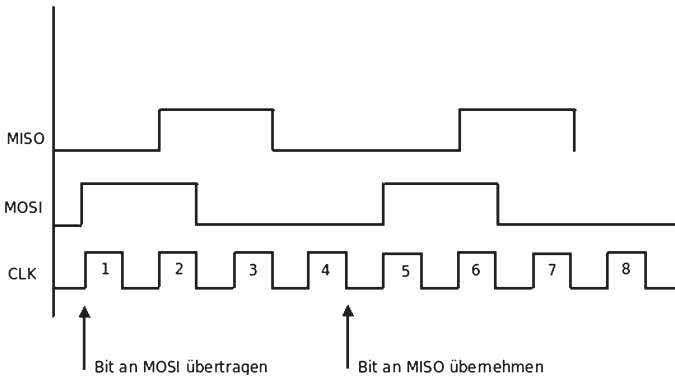 MISO
MOSI
CLK
1 2 3 4 5 6 7 8
Bit an MOSI übertragen
Bit an MISO übernehmen